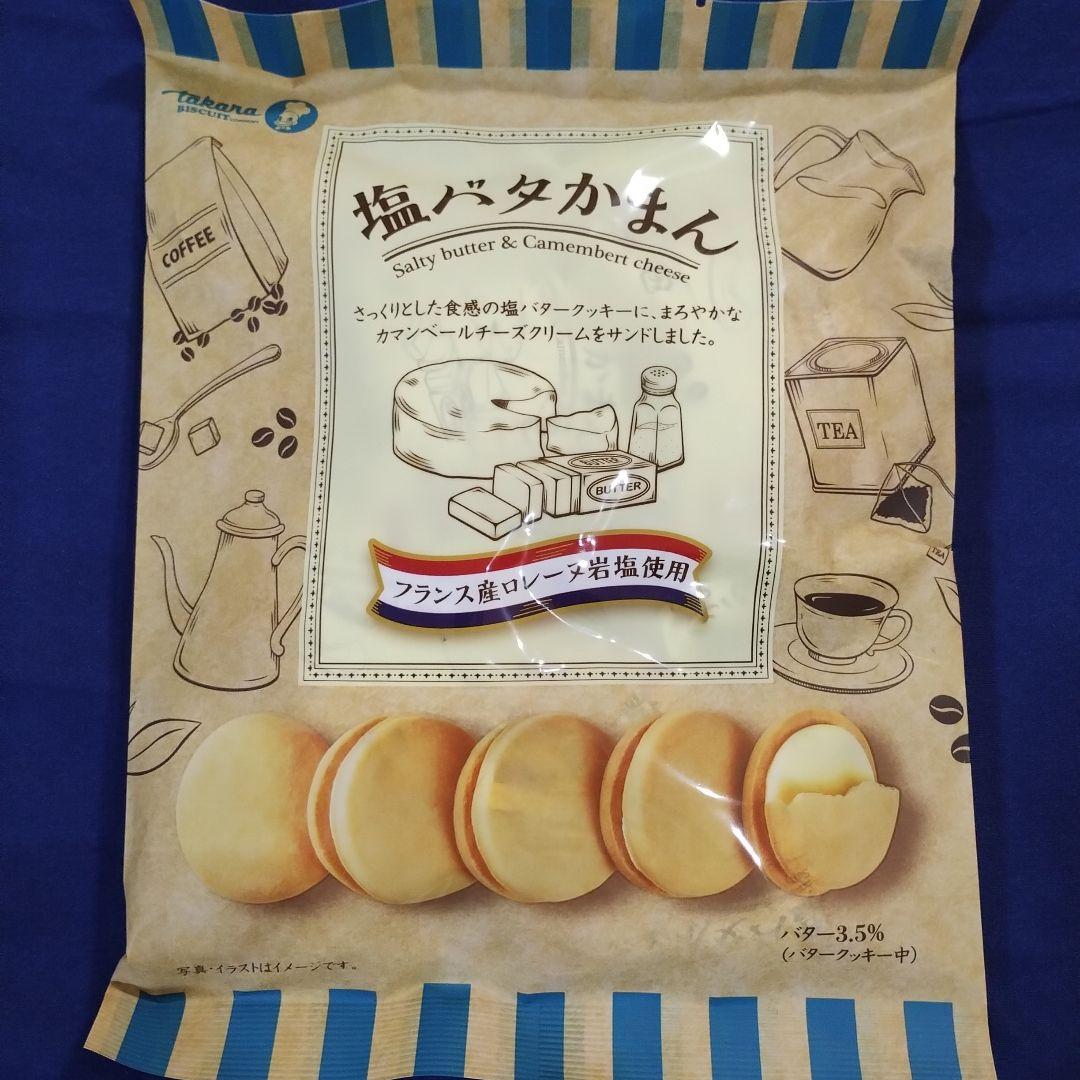 takara
BISCUIT COMPANY
塩バタかまん
Salty butter & Camembert cheese
さっくりとした食感の塩バタークッキーに、まろやかな
カマンベールチーズクリームをサンドしました。
COFFEE
TEA
BUTTER
BUTTER
フランス産ロレーヌ岩塩使用
TEA
バター3.5%
(バタークッキー中)
写真・イラストはイメージです。